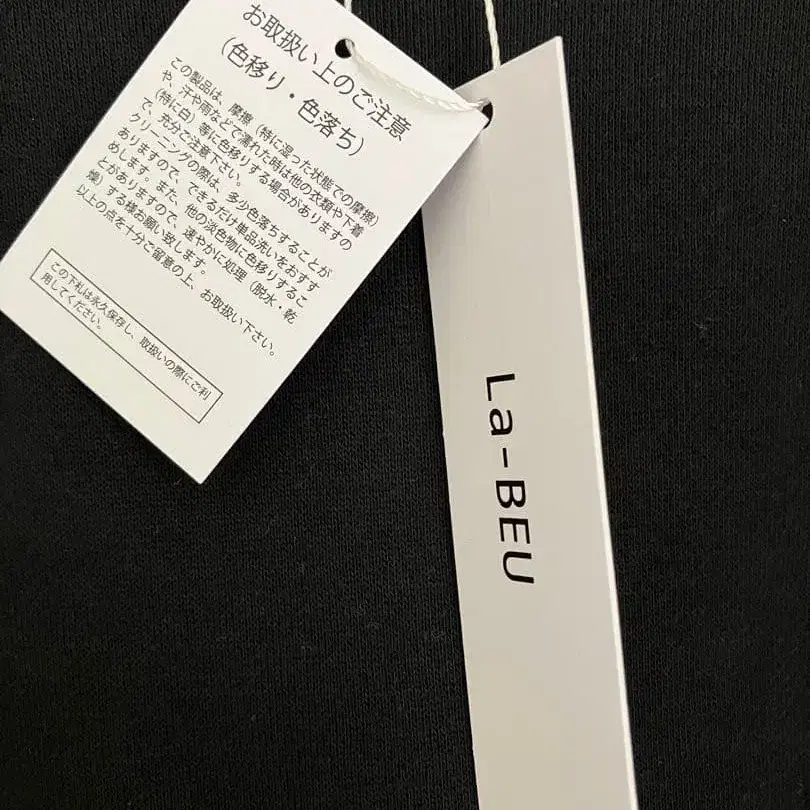 お取扱い上のご注意
(色移り・色落ち)
この製品は、摩擦(特に湿った状態での摩擦)
や、汗や雨などで濡れた時は他の衣類や下着
(特に白)等に色移りする場合がありますの
で、充分ご注意下さい。
クリーニングの際は、多少色落ちすることが
ありますので、できるだけ単品洗いをおすす
めします。また、他の淡色物に色移りするこ
とがありますので、速やかに処理(脱水・乾
燥)する様お願い致します。
以上の点を十分ご留意の上、お取扱い下さい。
この下札は永久保存し、取扱いの際にご利
用してください。
La-BEU